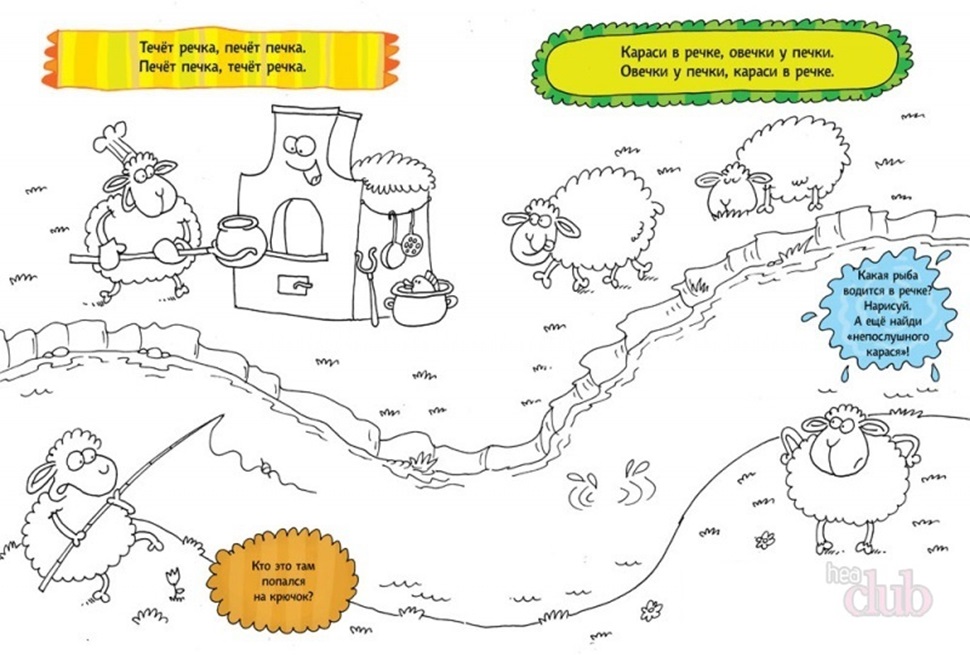 Течёт речка, печёт печка.
Печёт печка, течёт речка.
Караси в речке, овечки у печки.
Овечки у печки, караси в речке.
Какая рыба
водится в речке?
Нарисуй.
А ещё найди
«непослушного
карася»!
Кто это там
попался
на крючок?
hea
club